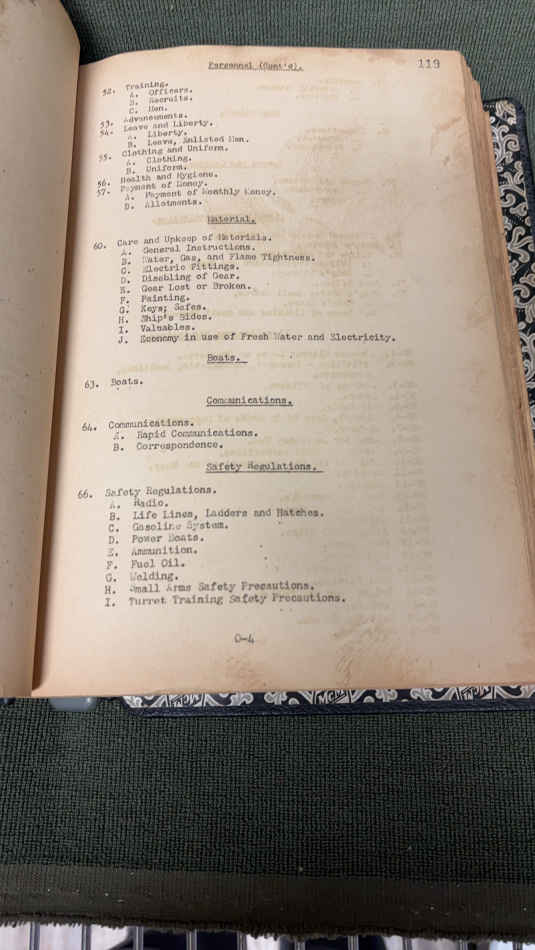 Personnel (Cont'd).
119
52. Training.
A. Officers.
B. Recruits.
C. Men.
53. Advancements.
54. Leave and Liberty.
A. Liberty.
B. Leave, Enlisted Men.
55. Clothing and Uniform.
A. Clothing.
B. Uniform.
56. Health and Hygiene.
57. Payment of Money.
A. Payment of Monthly Money.
B. Allotments.
Material.
60. Care and Upkeep of Materials.
A. General Instructions.
B. Water, Gas, and Flame Tightness.
C. Electric Fittings.
D. Disabling of Gear.
E. Gear Lost or Broken.
F. Painting.
G. Keys; Safes.
H. Ship's Sides.
I. Valuables.
J. Economy in use of Fresh Water and Electricity.
Boats.
63. Boats.
Communications.
64. Communications.
A. Rapid Communications.
B. Correspondence.
Safety Regulations.
66. Safety Regulations.
A. Radio.
B. Life Lines, Ladders and Hatches.
C. Gasoline System.
D. Power Boats.
E. Ammunition.
F. Fuel Oil.
G. Welding.
H. Small Arms Safety Precautions.
I. Turret Training Safety Precautions.
0-4